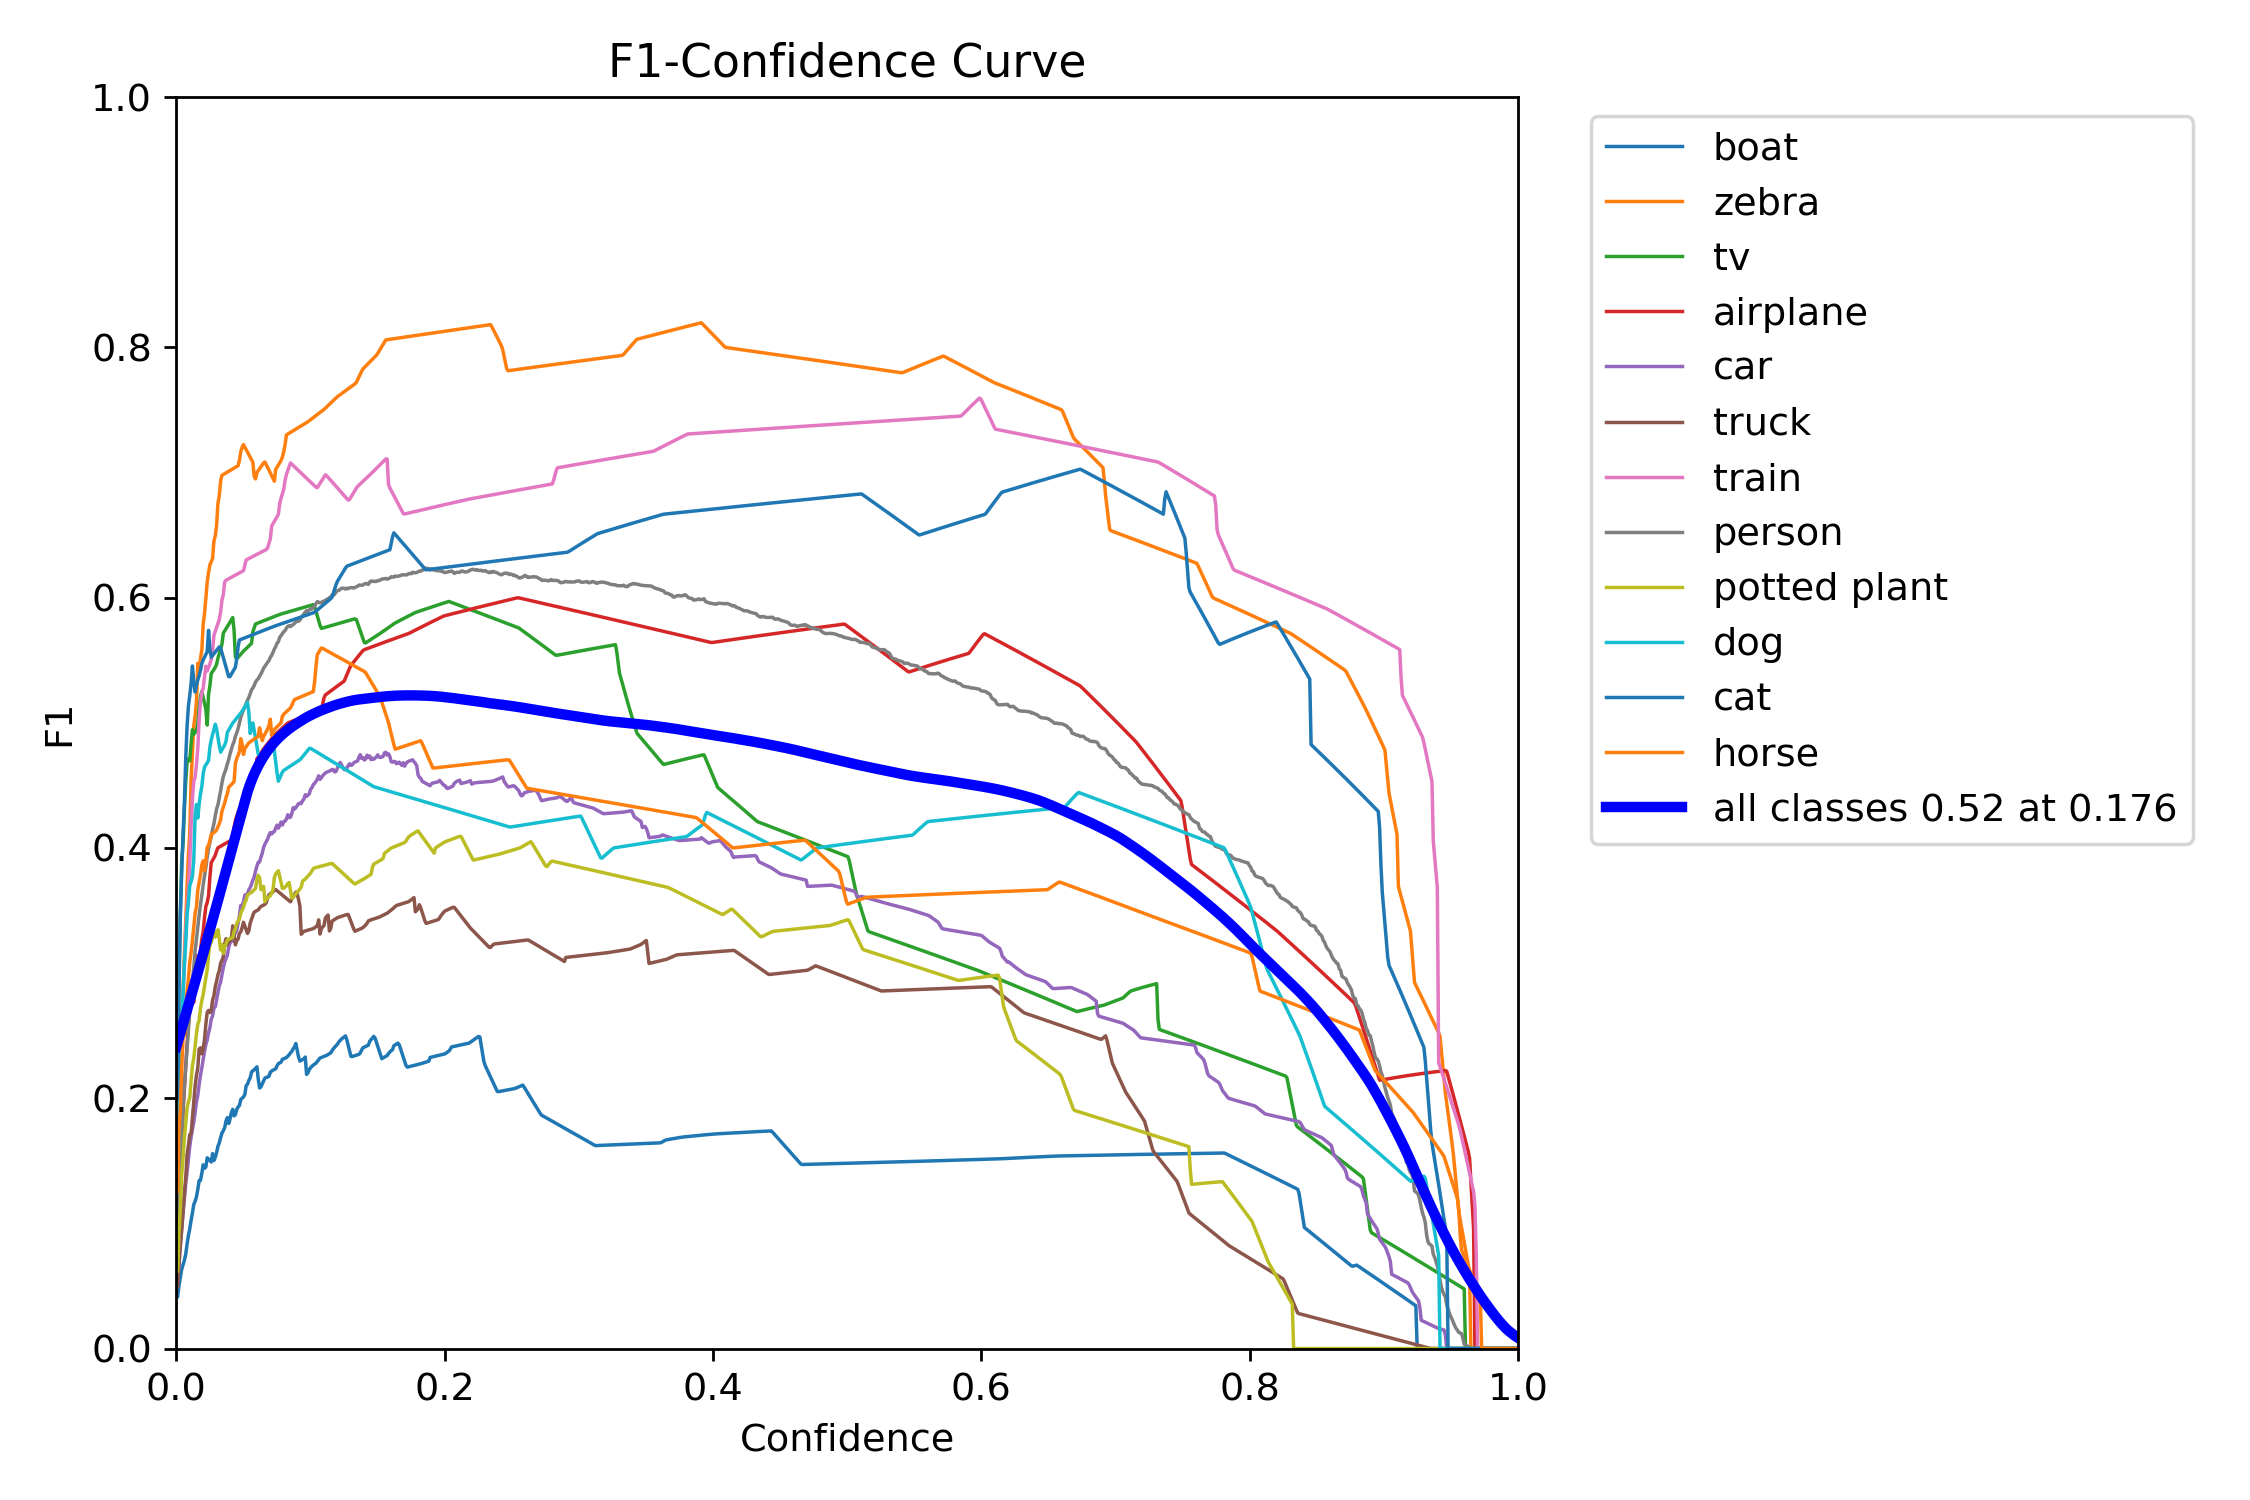 F1-Confidence Curve
1.0
0.8
0.6
0.4
0.2
0.0
F1
0.0 0.2 0.4 0.6 0.8 1.0
Confidence
boat
zebra
tv
airplane
car
truck
train
person
potted plant
dog
cat
horse
all classes 0.52 at 0.176